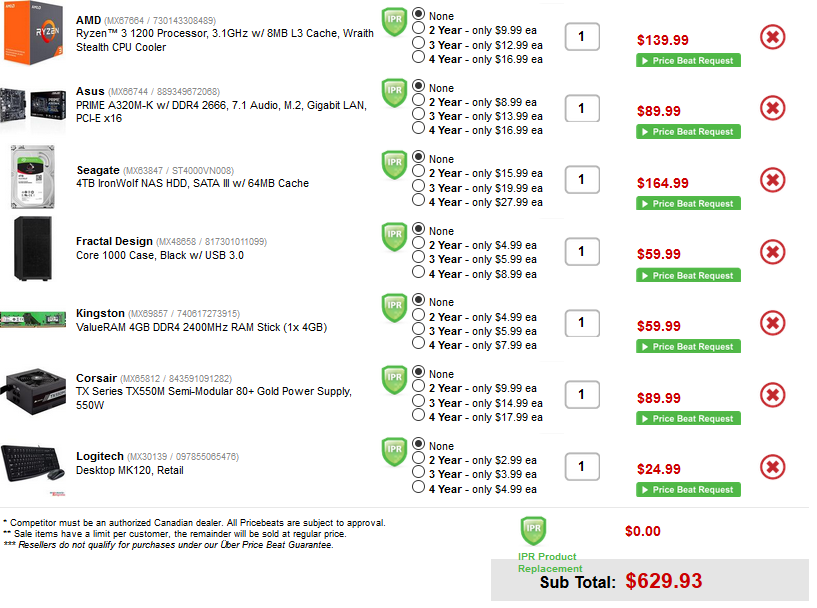 AMD (MX67664 / 730143308489)
Ryzen™ 3 1200 Processor, 3.1GHz w/ 8MB L3 Cache, Wraith
Stealth CPU Cooler
IPR
None
2 Year - only $9.99 ea
3 Year - only $12.99 ea
4 Year - only $16.99 ea
1
$139.99
Price Beat Request
Asus (MX66744 / 889349672068)
PRIME A320M-K w/ DDR4 2666, 7.1 Audio, M.2, Gigabit LAN,
PCI-E x16
IPR
None
2 Year - only $8.99 ea
3 Year - only $13.99 ea
4 Year - only $16.99 ea
1
$89.99
Price Beat Request
Seagate (MX63847 / ST4000VN008)
4TB IronWolf NAS HDD, SATA III w/ 64MB Cache
IPR
None
2 Year - only $15.99 ea
3 Year - only $19.99 ea
4 Year - only $27.99 ea
1
$164.99
Price Beat Request
Fractal Design (MX48658 / 817301011099)
Core 1000 Case, Black w/ USB 3.0
IPR
None
2 Year - only $4.99 ea
3 Year - only $5.99 ea
4 Year - only $8.99 ea
1
$59.99
Price Beat Request
Kingston (MX69857 / 740617273915)
ValueRAM 4GB DDR4 2400MHz RAM Stick (1x 4GB)
IPR
None
2 Year - only $4.99 ea
3 Year - only $5.99 ea
4 Year - only $7.99 ea
1
$59.99
Price Beat Request
Corsair (MX65812 / 843591091282)
TX Series TX550M Semi-Modular 80+ Gold Power Supply,
550W
IPR
None
2 Year - only $9.99 ea
3 Year - only $14.99 ea
4 Year - only $17.99 ea
1
$89.99
Price Beat Request
Logitech (MX30139 / 097855065476)
Desktop MK120, Retail
IPR
None
2 Year - only $2.99 ea
3 Year - only $3.99 ea
4 Year - only $4.99 ea
1
$24.99
Price Beat Request
* Competitor must be an authorized Canadian dealer. All Pricebeats are subject to approval.
** Sale items have a limit per customer, the remainder will be sold at regular price.
*** Resellers do not qualify for purchases under our Über Price Beat Guarantee.
IPR
IPR Product
Replacement
$0.00
Sub Total: $629.93